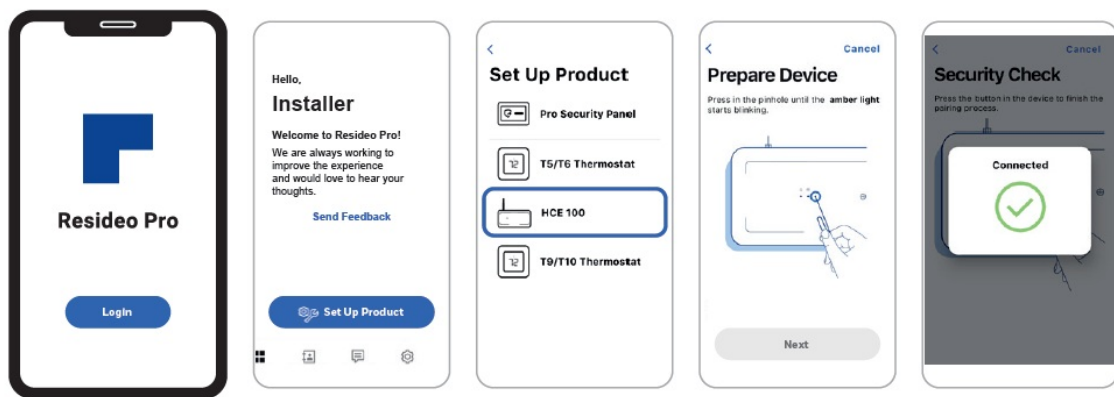 Resideo Pro
Login
Hello,
Installer
Welcome to Resideo Pro!
We are always working to
improve the experience
and would love to hear your
thoughts.
Send Feedback
Set Up Product
Set Up Product
Pro Security Panel
72
T5/T6 Thermostat
HCE 100
72
T9/T10 Thermostat
Cancel
Prepare Device
Press in the pinhole until the amber light
starts blinking.
Next
Cancel
Security Check
Press the button in the device to finish the
pairing process.
Connected